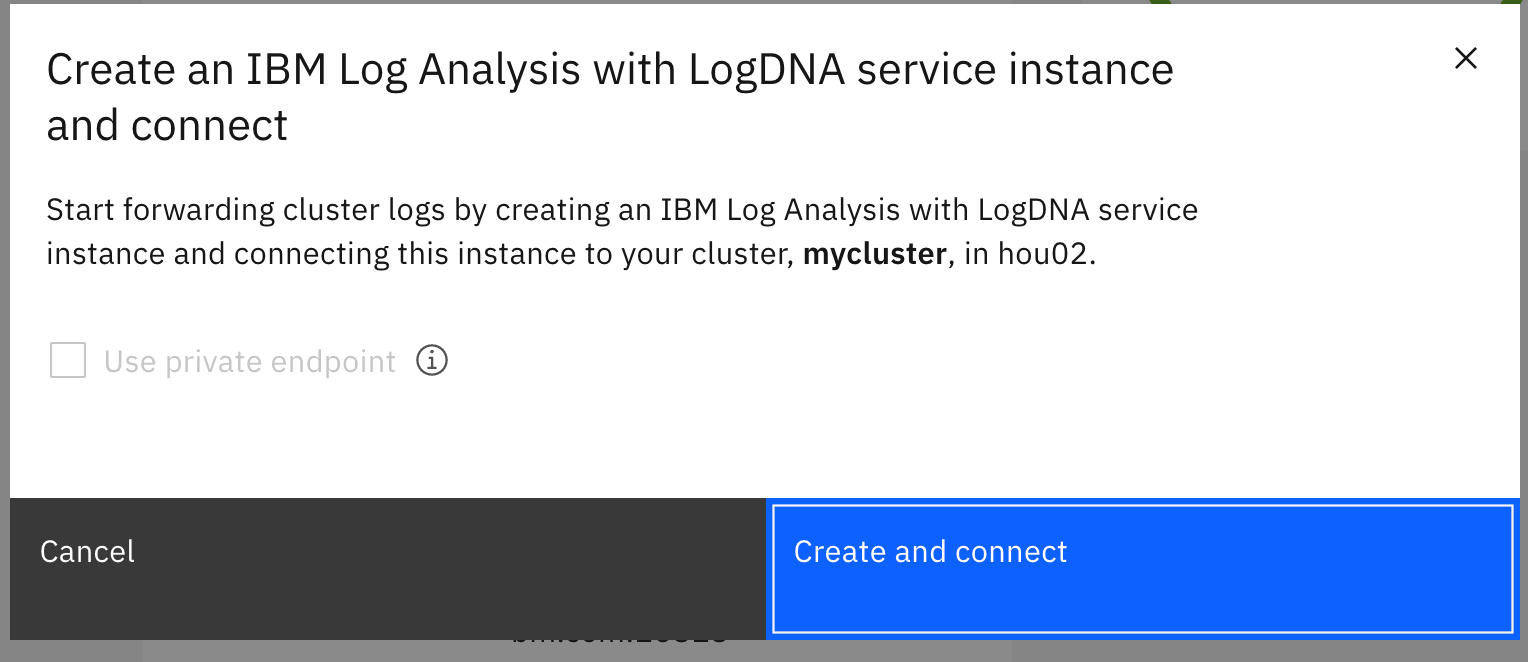 Create an IBM Log Analysis with LogDNA service instance
and connect
Start forwarding cluster logs by creating an IBM Log Analysis with LogDNA service
instance and connecting this instance to your cluster, mycluster, in hou02.
Use private endpoint
Cancel
Create and connect